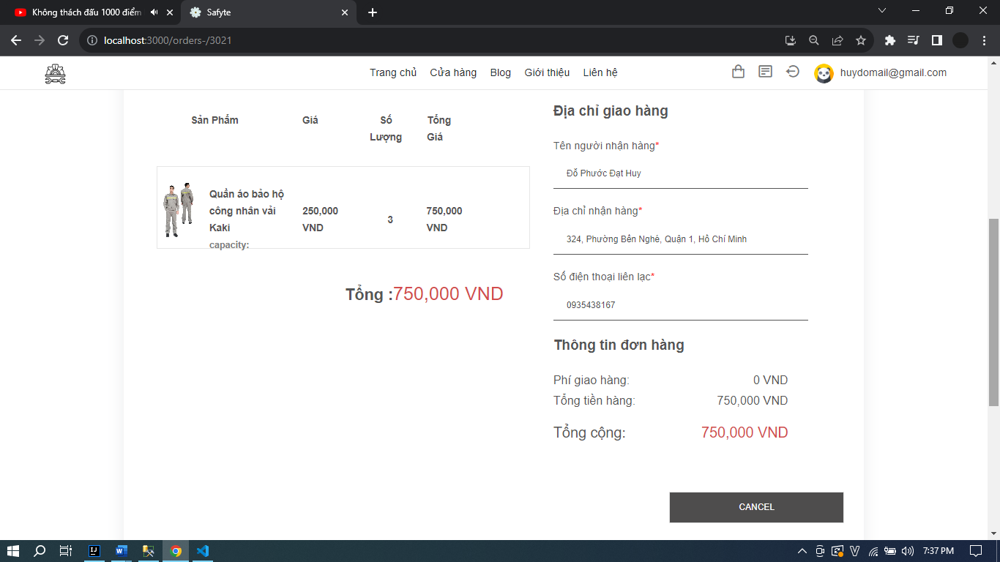 Không thách đấu 1000 điểm
Safyte
localhost:3000/orders-/3021
Trang chủ
Cửa hàng
Blog
Giới thiệu
Liên hệ
huydomail@gmail.com
Sản Phẩm
Giá
Số
Lượng
Tổng
Giá
Quần áo bảo hộ
công nhân vải
Kaki
capacity:
250,000
VND
3
750,000
VND
Tổng :750,000 VND
Địa chỉ giao hàng
Tên người nhận hàng*
Đỗ Phước Đạt Huy
Địa chỉ nhận hàng*
324, Phường Bến Nghé, Quận 1, Hồ Chí Minh
Số điện thoại liên lạc*
0935438167
Thông tin đơn hàng
Phí giao hàng: 0 VND
Tổng tiền hàng: 750,000 VND
Tổng cộng: 750,000 VND
CANCEL
7:37 PM